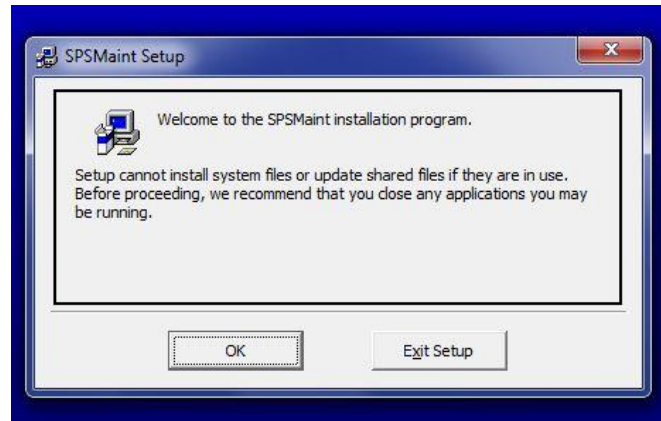 SPSMaint Setup
Welcome to the SPSMaint installation program.
Setup cannot install system files or update shared files if they are in use.
Before proceeding, we recommend that you close any applications you may
be running.
OK
Exit Setup